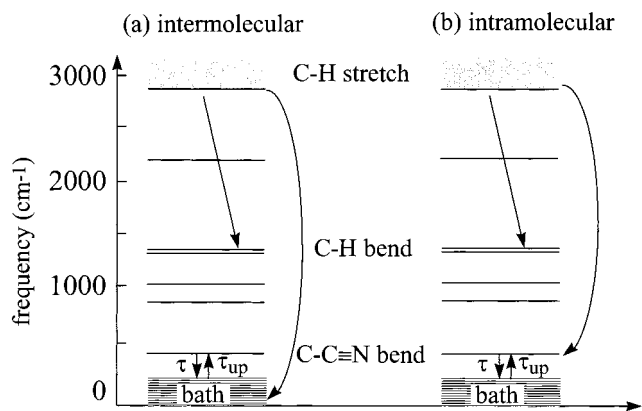 (a) intermolecular
(b) intramolecular
frequency (cm-1)
3000
2000
1000
0
C-H stretch
C-H bend
C-C≡N bend
τ
τup
bath
τ
τup
bath